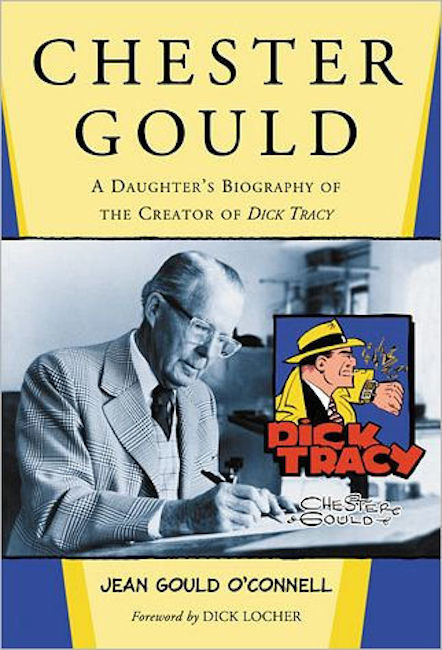 CHESTER
GOULD
A DAUGHTER'S BIOGRAPHY OF
THE CREATOR OF DICK TRACY
DICK
TRACY
CHESTER
GOULD
JEAN GOULD O'CONNELL
Foreword by DICK LOCHER